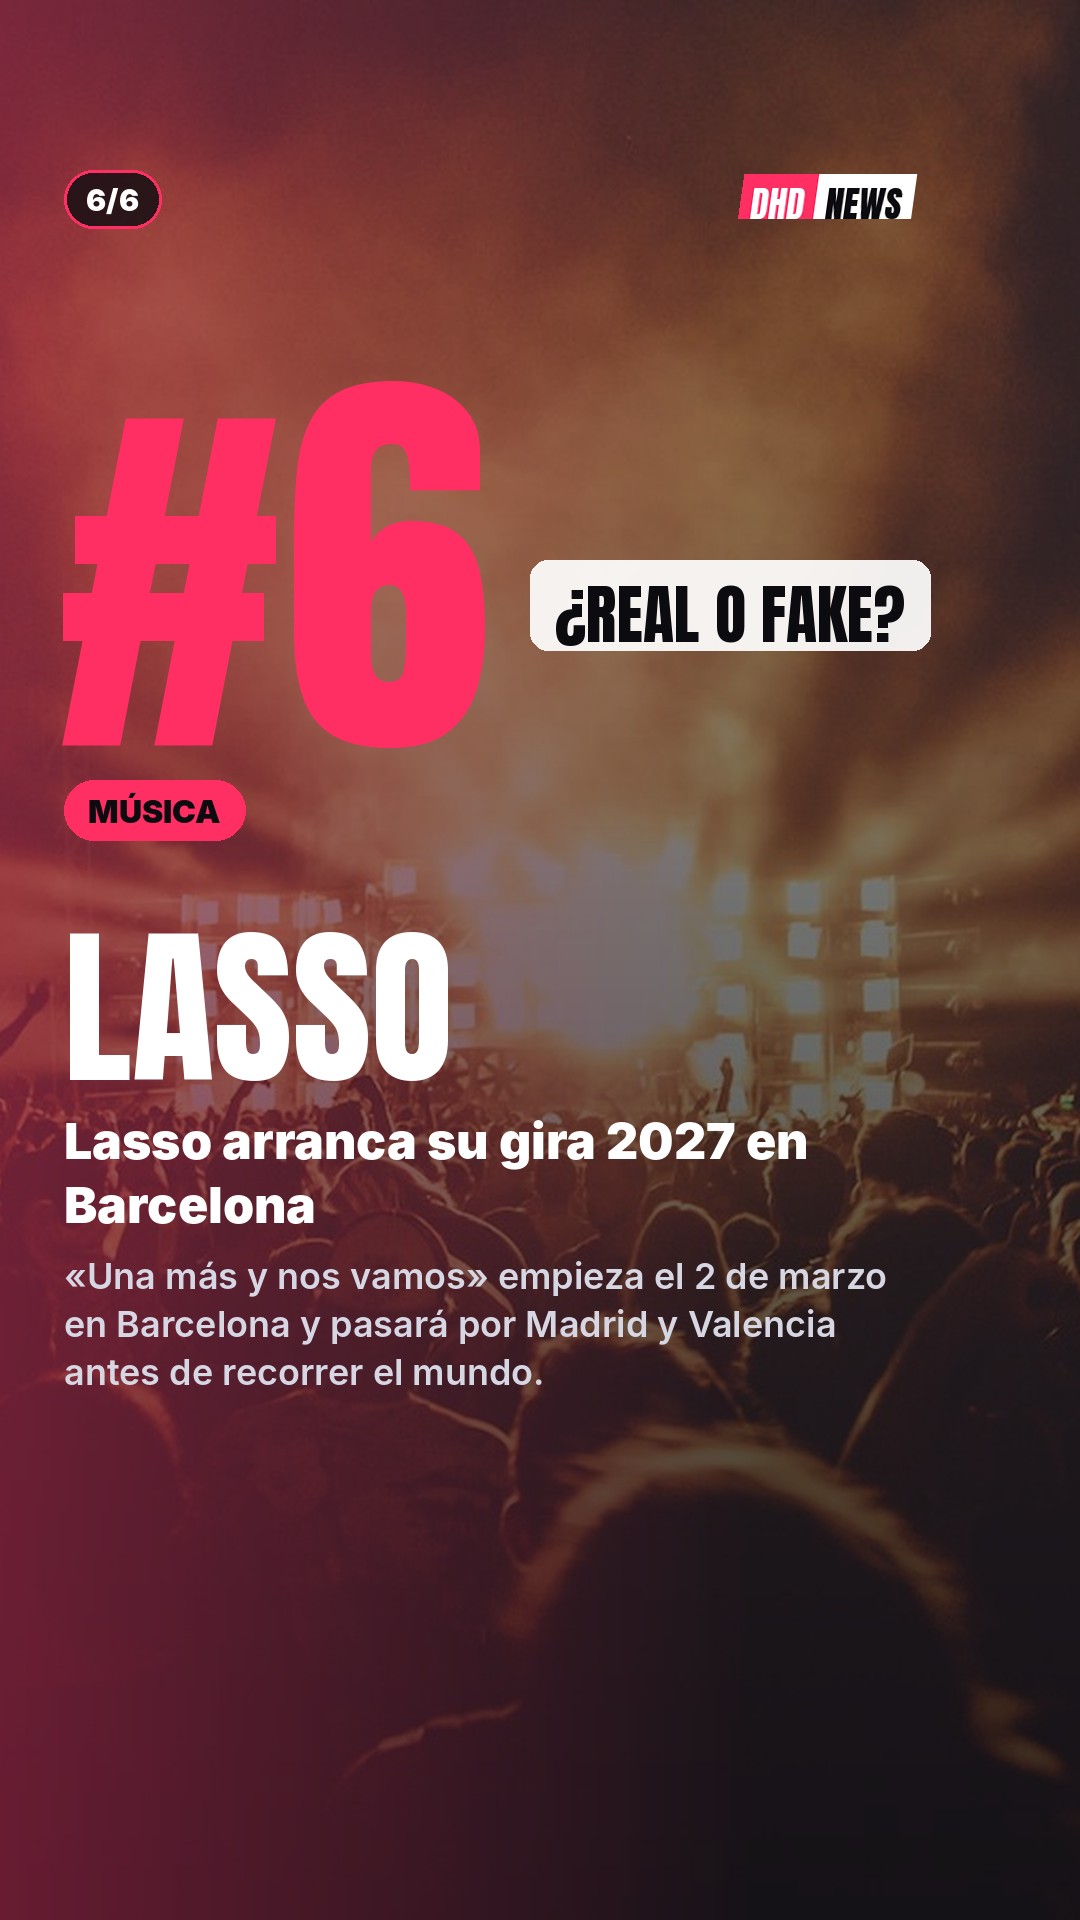 6/6
DHD NEWS
#6
¿REAL O FAKE?
MÚSICA
LASSO
Lasso arranca su gira 2027 en
Barcelona
«Una más y nos vamos» empieza el 2 de marzo
en Barcelona y pasará por Madrid y Valencia
antes de recorrer el mundo.